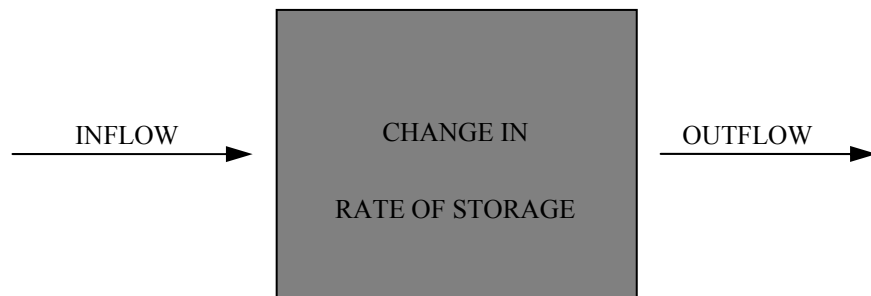 INFLOW
CHANGE IN
RATE OF STORAGE
OUTFLOW